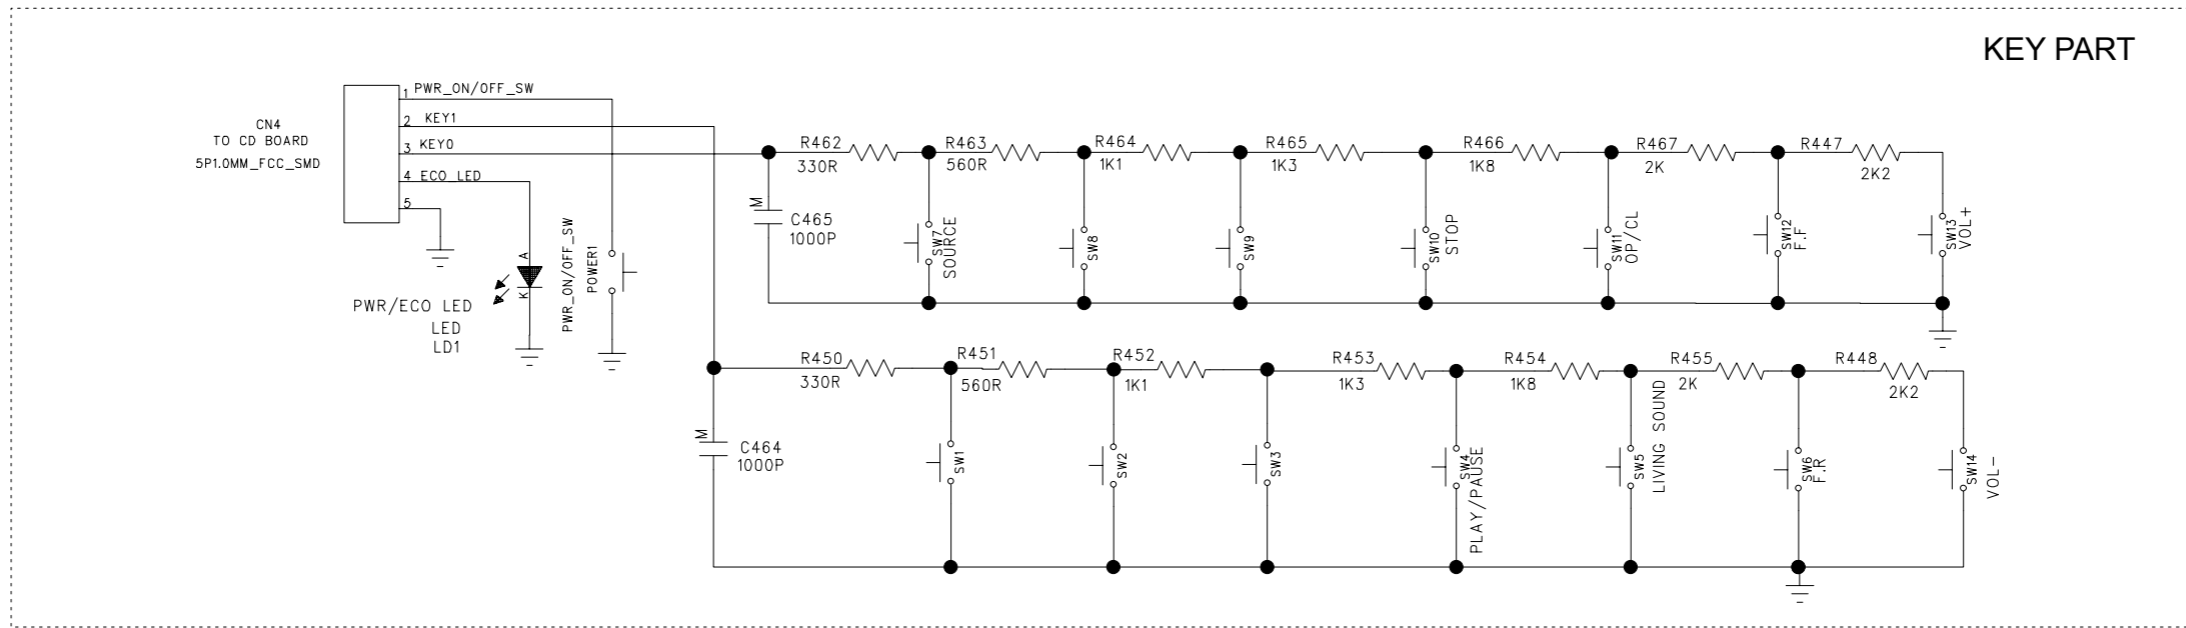 KEY PART
1 PWR_ON/OFF_SW
2 KEY1
3 KEY0
4 ECO_LED
5
CN4
TO CD BOARD
5P1.0MM_FCC_SMD
R462
330R
R463
560R
R464
1K1
R465
1K3
R466
1K8
R467
2K
R447
2K2
M
C465
1000P
SW7
SOURCE
SW8
SW9
SW10
STOP
SW11
OP/CL
SW12
F.F
SW13
VOL+
A
K
PWR/ECO LED
LED
LD1
PWR_ON/OFF_SW
POWER1
R450
330R
R451
560R
R452
1K1
R453
1K3
R454
1K8
R455
2K
R448
2K2
M
C464
1000P
SW1
SW2
SW3
SW4
PLAY/PAUSE
SW5
LIVING SOUND
SW6
F.R
SW14
VOL-